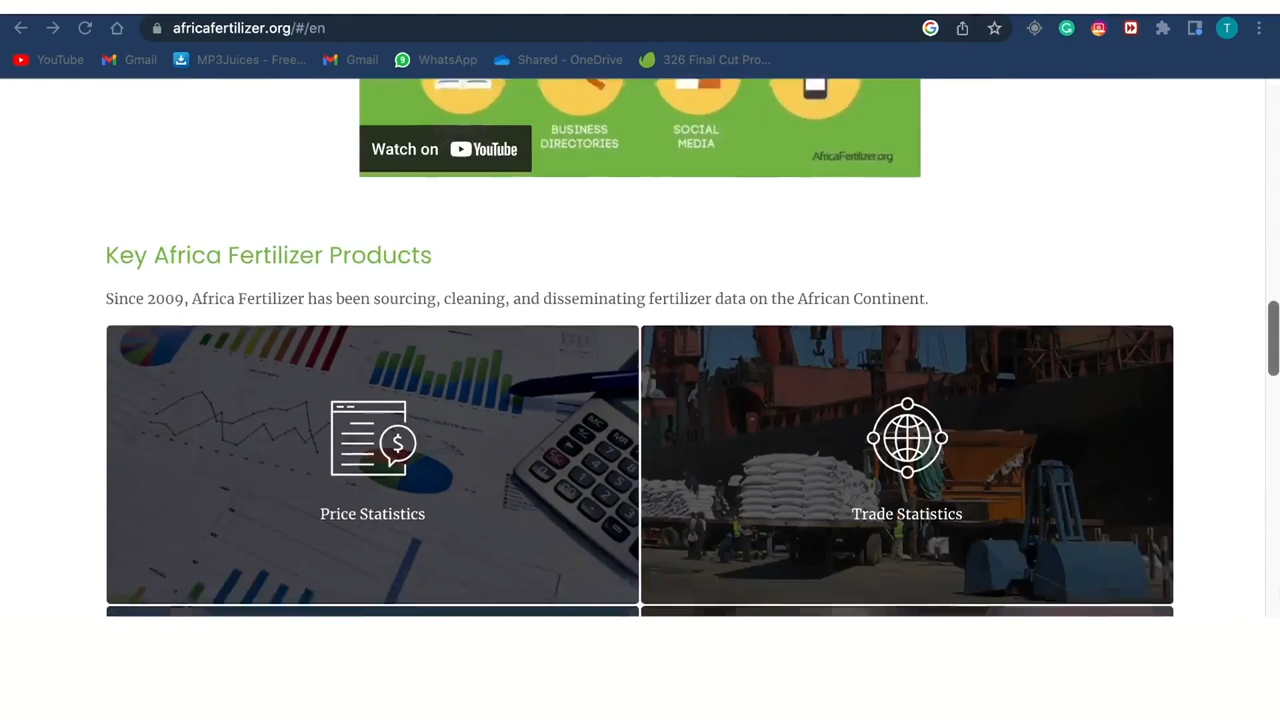 africafertilizer.org/#/en
T
YouTube
Gmail
MP3Juices - Free...
Gmail
9
WhatsApp
Shared - OneDrive
326 Final Cut Pro...
BUSINESS
DIRECTORIES
SOCIAL
MEDIA
Watch on YouTube
AfricaFertilizer.org
Key Africa Fertilizer Products
Since 2009, Africa Fertilizer has been sourcing, cleaning, and disseminating fertilizer data on the African Continent.
Price Statistics
Trade Statistics